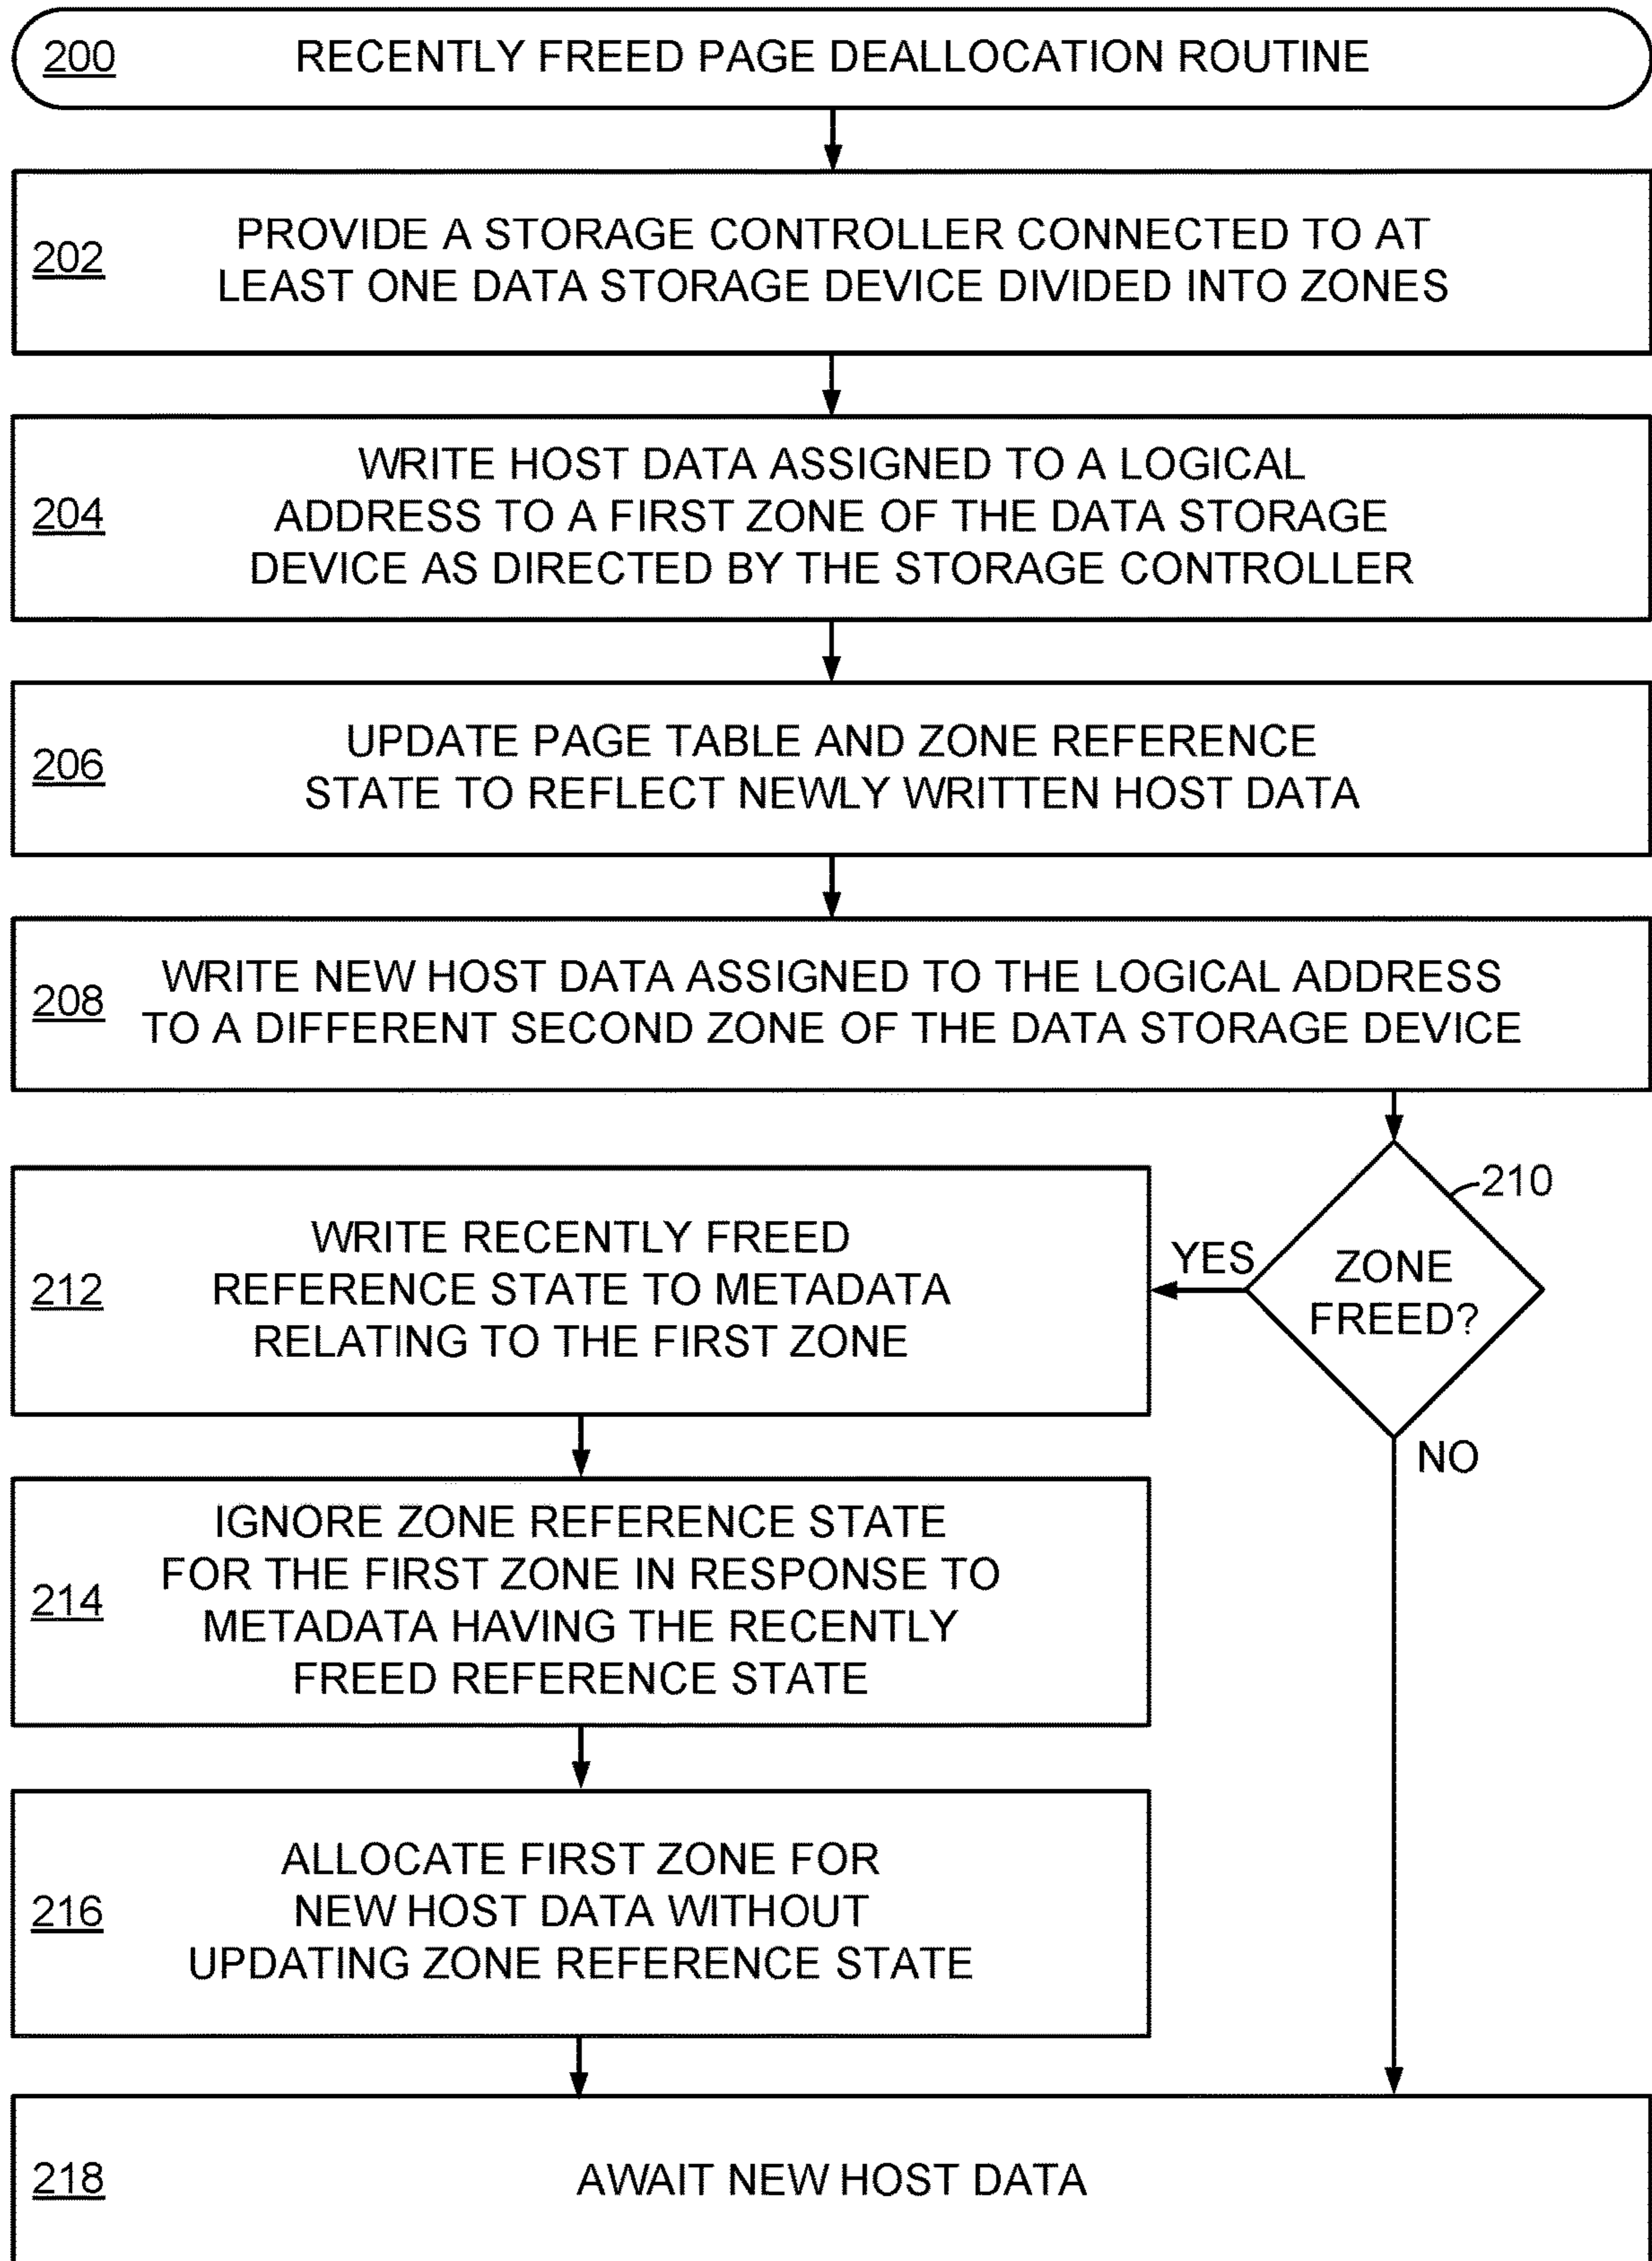 200 RECENTLY FREED PAGE DEALLOCATION ROUTINE
202
PROVIDE A STORAGE CONTROLLER CONNECTED TO AT
LEAST ONE DATA STORAGE DEVICE DIVIDED INTO ZONES
204
WRITE HOST DATA ASSIGNED TO A LOGICAL
ADDRESS TO A FIRST ZONE OF THE DATA STORAGE
DEVICE AS DIRECTED BY THE STORAGE CONTROLLER
206
UPDATE PAGE TABLE AND ZONE REFERENCE
STATE TO REFLECT NEWLY WRITTEN HOST DATA
208
WRITE NEW HOST DATA ASSIGNED TO THE LOGICAL ADDRESS
TO A DIFFERENT SECOND ZONE OF THE DATA STORAGE DEVICE
210
ZONE
FREED?
YES
NO
212
WRITE RECENTLY FREED
REFERENCE STATE TO METADATA
RELATING TO THE FIRST ZONE
214
IGNORE ZONE REFERENCE STATE
FOR THE FIRST ZONE IN RESPONSE TO
METADATA HAVING THE RECENTLY
FREED REFERENCE STATE
216
ALLOCATE FIRST ZONE FOR
NEW HOST DATA WITHOUT
UPDATING ZONE REFERENCE STATE
218
AWAIT NEW HOST DATA